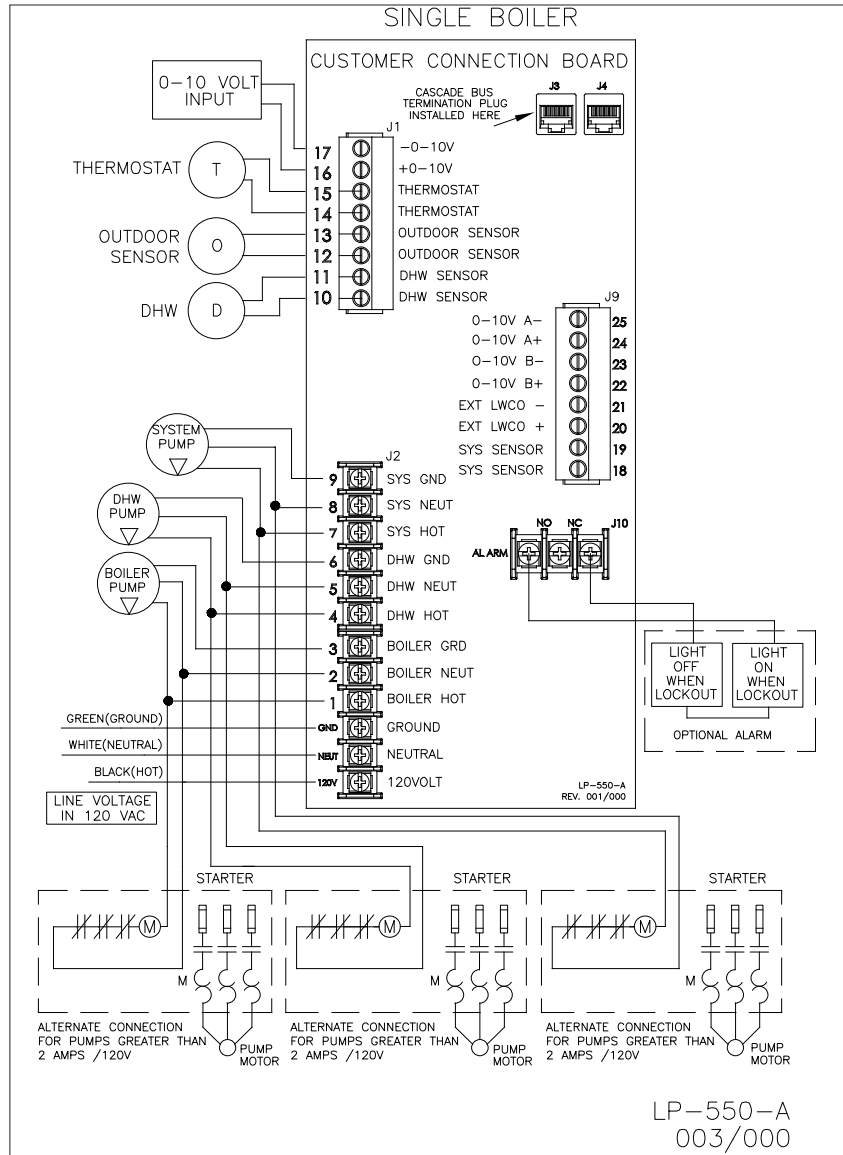 SINGLE BOILER
CUSTOMER CONNECTION BOARD
0-10 VOLT
INPUT
CASCADE BUS
TERMINATION PLUG
INSTALLED HERE
J3
J4
J1
17 -0-10V
16 +0-10V
THERMOSTAT
T
15 THERMOSTAT
14 THERMOSTAT
OUTDOOR
SENSOR
O
13 OUTDOOR SENSOR
12 OUTDOOR SENSOR
11 DHW SENSOR
DHW
D
10 DHW SENSOR
J9
0-10V A- 25
0-10V A+ 24
0-10V B- 23
0-10V B+ 22
EXT LWCO - 21
EXT LWCO + 20
SYS SENSOR 19
SYS SENSOR 18
SYSTEM
PUMP
DHW
PUMP
BOILER
PUMP
J2
9 SYS GND
8 SYS NEUT
7 SYS HOT
6 DHW GND
5 DHW NEUT
4 DHW HOT
3 BOILER GRD
2 BOILER NEUT
1 BOILER HOT
GREEN(GROUND)
GND GROUND
WHITE(NEUTRAL)
NEUT NEUTRAL
BLACK(HOT)
120V 120VOLT
LINE VOLTAGE
IN 120 VAC
ALARM
NO
NC
J10
LIGHT
OFF
WHEN
LOCKOUT
LIGHT
ON
WHEN
LOCKOUT
OPTIONAL ALARM
LP-550-A
REV. 001/000
STARTER
M
M
ALTERNATE CONNECTION
FOR PUMPS GREATER THAN
2 AMPS /120V
PUMP
MOTOR
STARTER
M
M
ALTERNATE CONNECTION
FOR PUMPS GREATER THAN
2 AMPS /120V
PUMP
MOTOR
STARTER
M
M
ALTERNATE CONNECTION
FOR PUMPS GREATER THAN
2 AMPS /120V
PUMP
MOTOR
LP-550-A
003/000